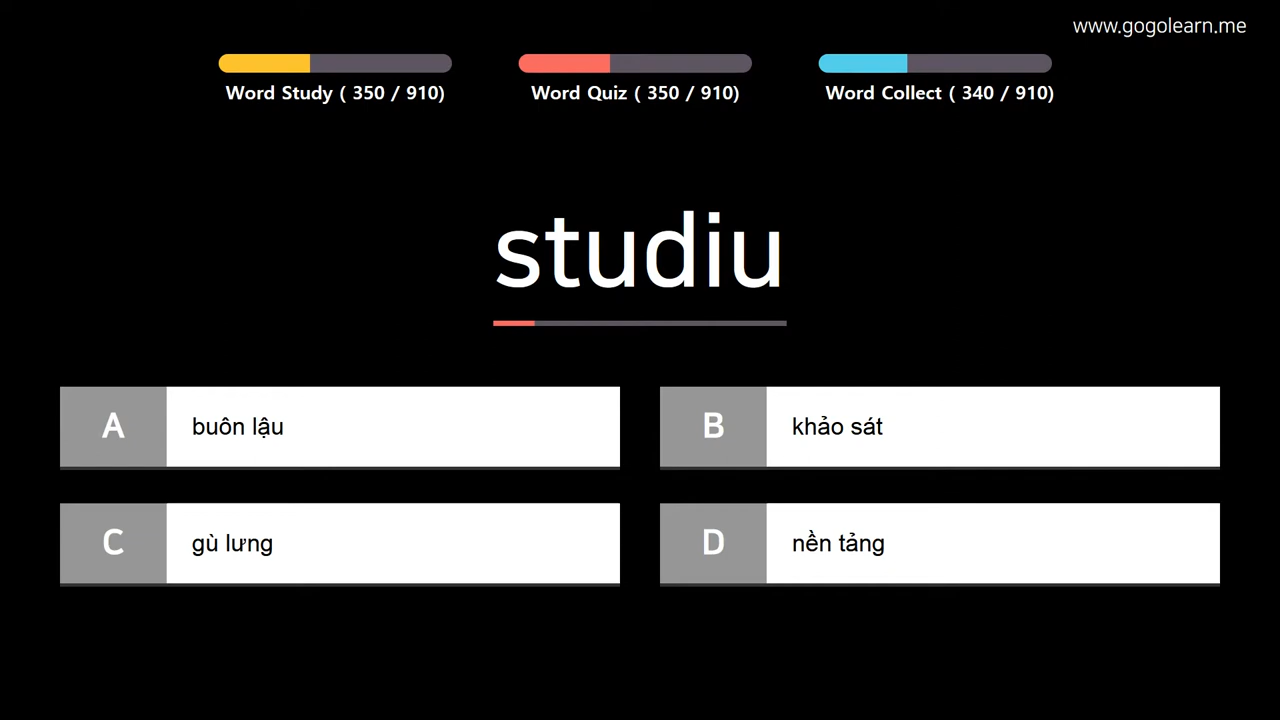 www.gogolearn.me
Word Study ( 350 / 910)
Word Quiz ( 350 / 910)
Word Collect ( 340 / 910)
studiu
A buôn lậu
B khảo sát
C gù lưng
D nền tảng